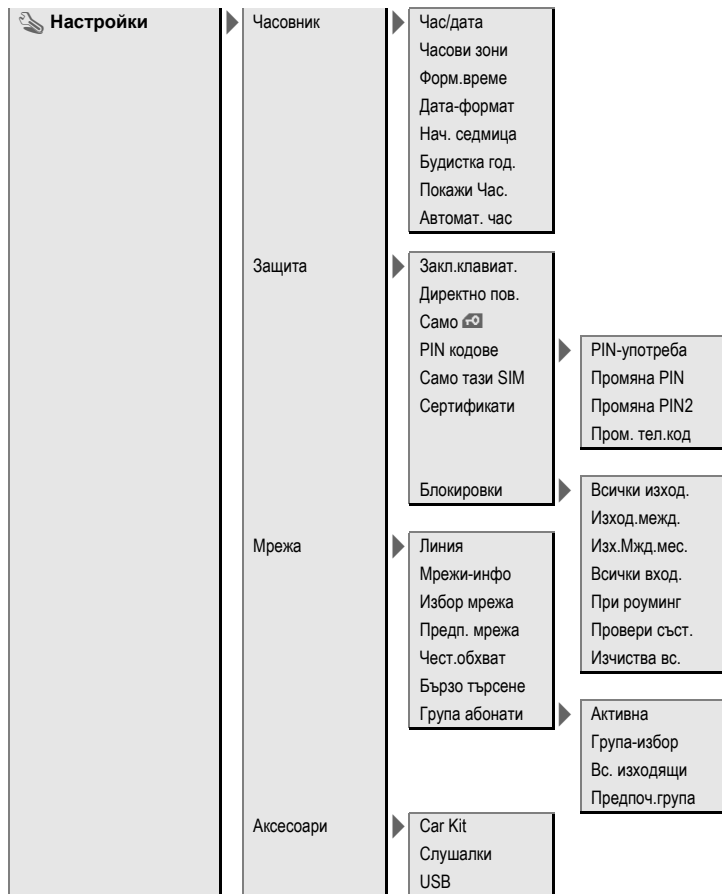 Настройки
Часовник
Час/дата
Часови зони
Форм.време
Дата-формат
Нач. седмица
Будистка год.
Покажи Час.
Автомат. час
Защита
Закл.клавиат.
Директно пов.
Само
PIN кодове
PIN-употреба
Промяна PIN
Промяна PIN2
Пром. тел.код
Само тази SIM
Сертификати
Блокировки
Всички изход.
Изход.межд.
Изх.Мжд.мес.
Всички вход.
При роуминг
Провери съст.
Изчиства вс.
Мрежа
Линия
Мрежи-инфо
Избор мрежа
Предп. мрежа
Чест.обхват
Бързо търсене
Група абонати
Активна
Група-избор
Вс. изходящи
Предпоч.група
Аксесоари
Car Kit
Слушалки
USB